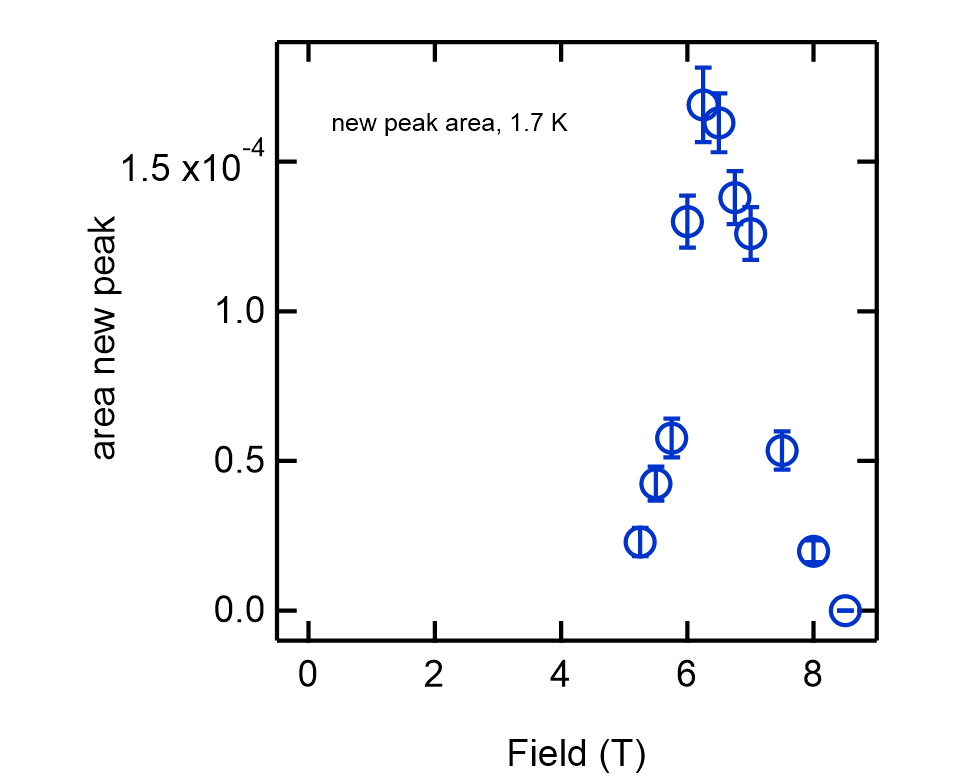 new peak area, 1.7 K
1.5 x10-4
1.0
0.5
0.0
area new peak
0 2 4 6 8
Field (T)